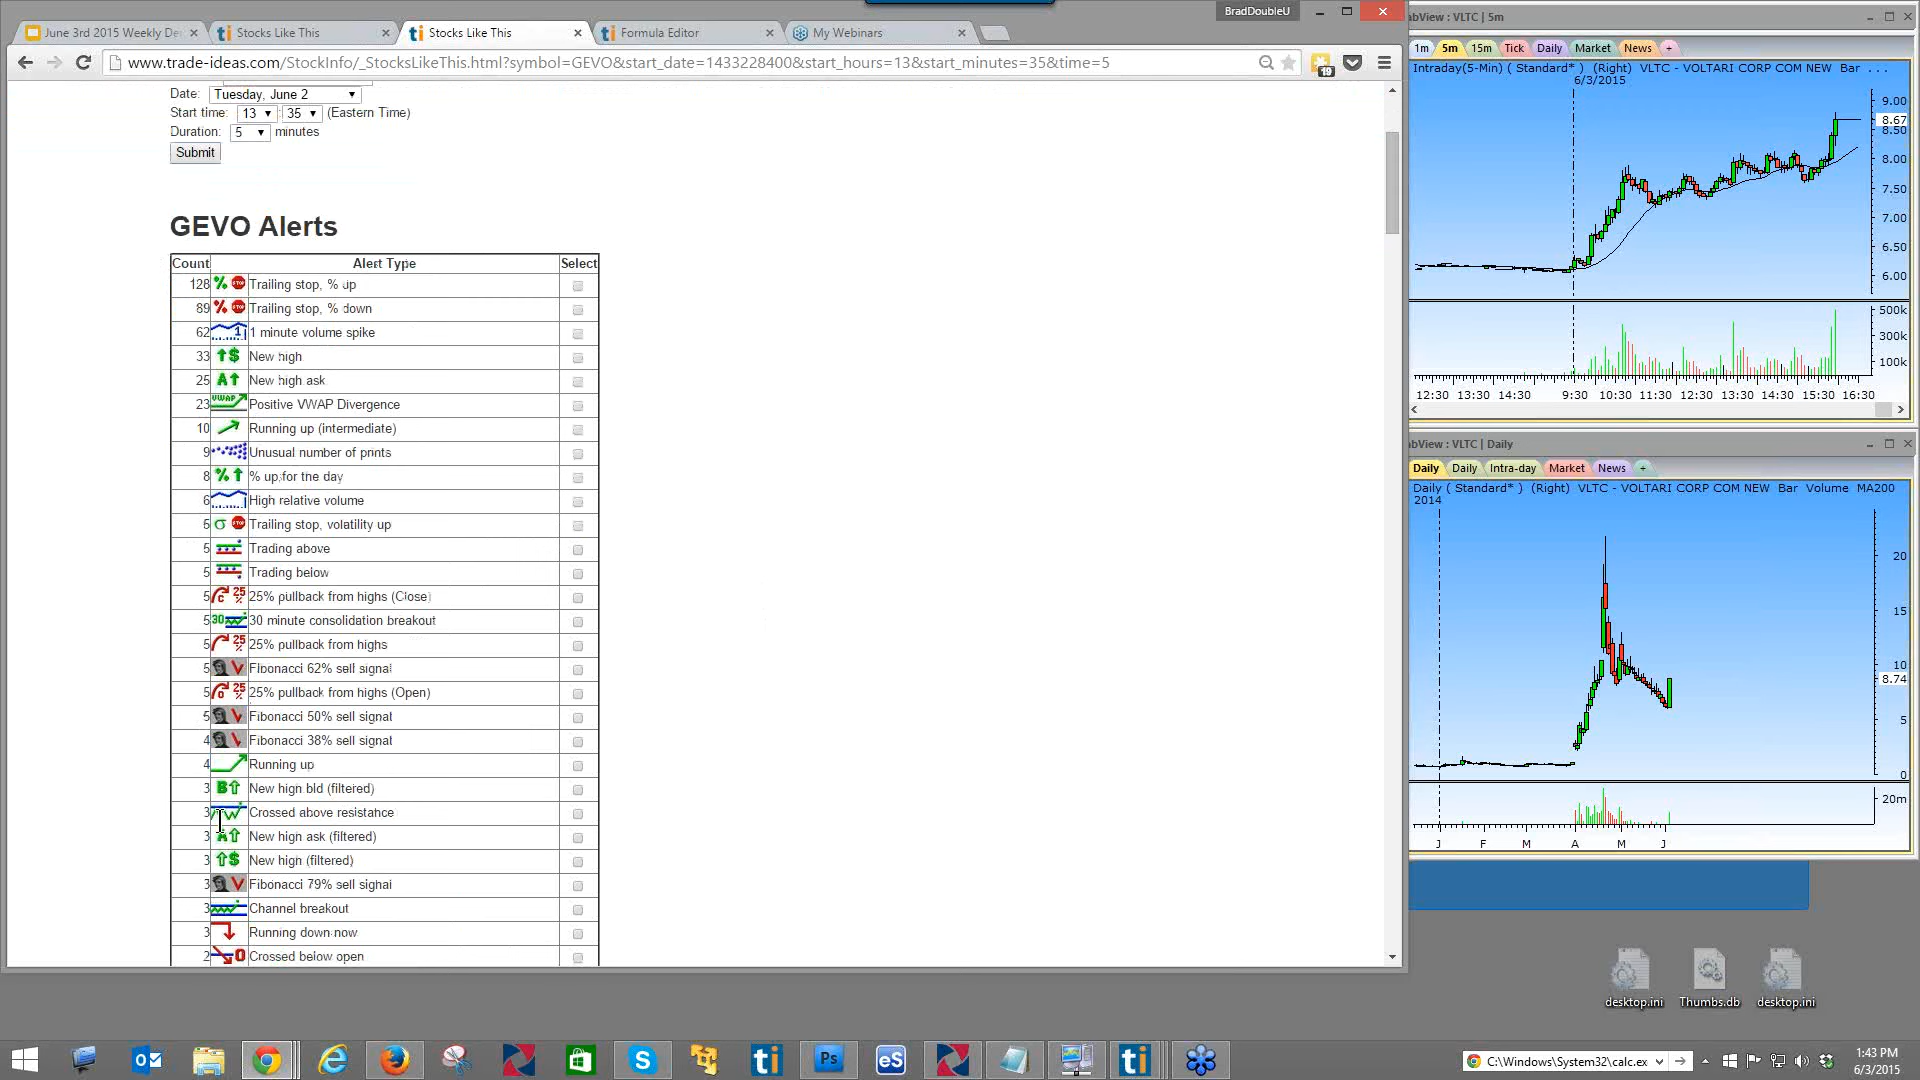 BradDoubleU
June 3rd 2015 Weekly De
Stocks Like This
Stocks Like This
Formula Editor
My Webinars
www.trade-ideas.com/StockInfo/_StocksLikeThis.html?symbol=GEVO&start_date=1433228400&start_hours=13&start_minutes=35&time=5
19
Date: Tuesday, June 2
Start time: 13 35 (Eastern Time)
Duration: 5 minutes
Submit
GEVO Alerts
Count Alert Type Select
128 Trailing stop, % up
89 Trailing stop, % down
62 1 minute volume spike
33 New high
25 New high ask
23 Positive VWAP Divergence
10 Running up (intermediate)
9 Unusual number of prints
8 % up for the day
6 High relative volume
5 Trailing stop, volatility up
5 Trading above
5 Trading below
5 25% pullback from highs (Close)
5 30 minute consolidation breakout
5 25% pullback from highs
5 Fibonacci 62% sell signal
5 25% pullback from highs (Open)
5 Fibonacci 50% sell signal
4 Fibonacci 38% sell signal
4 Running up
3 New high bid (filtered)
3 Crossed above resistance
3 New high ask (filtered)
3 New high (filtered)
3 Fibonacci 79% sell signal
3 Channel breakout
3 Running down now
2 Crossed below open
abView : VLTC | 5m
1m 5m 15m Tick Daily Market News +
Intraday(5-Min) ( Standard* ) (Right) VLTC - VOLTARI CORP COM NEW Bar ...
6/3/2015
9.00
8.67
8.50
8.00
7.50
7.00
6.50
6.00
500k
300k
100k
12:30 13:30 14:30 9:30 10:30 11:30 12:30 13:30 14:30 15:30 16:30
abView : VLTC | Daily
Daily Daily Intra-day Market News +
Daily ( Standard* ) (Right) VLTC - VOLTARI CORP COM NEW Bar Volume MA200
2014
20
15
10
8.74
5
0
20m
J F M A M J
desktop.ini Thumbs.db desktop.ini
C:\Windows\System32\calc.ex
1:43 PM
6/3/2015